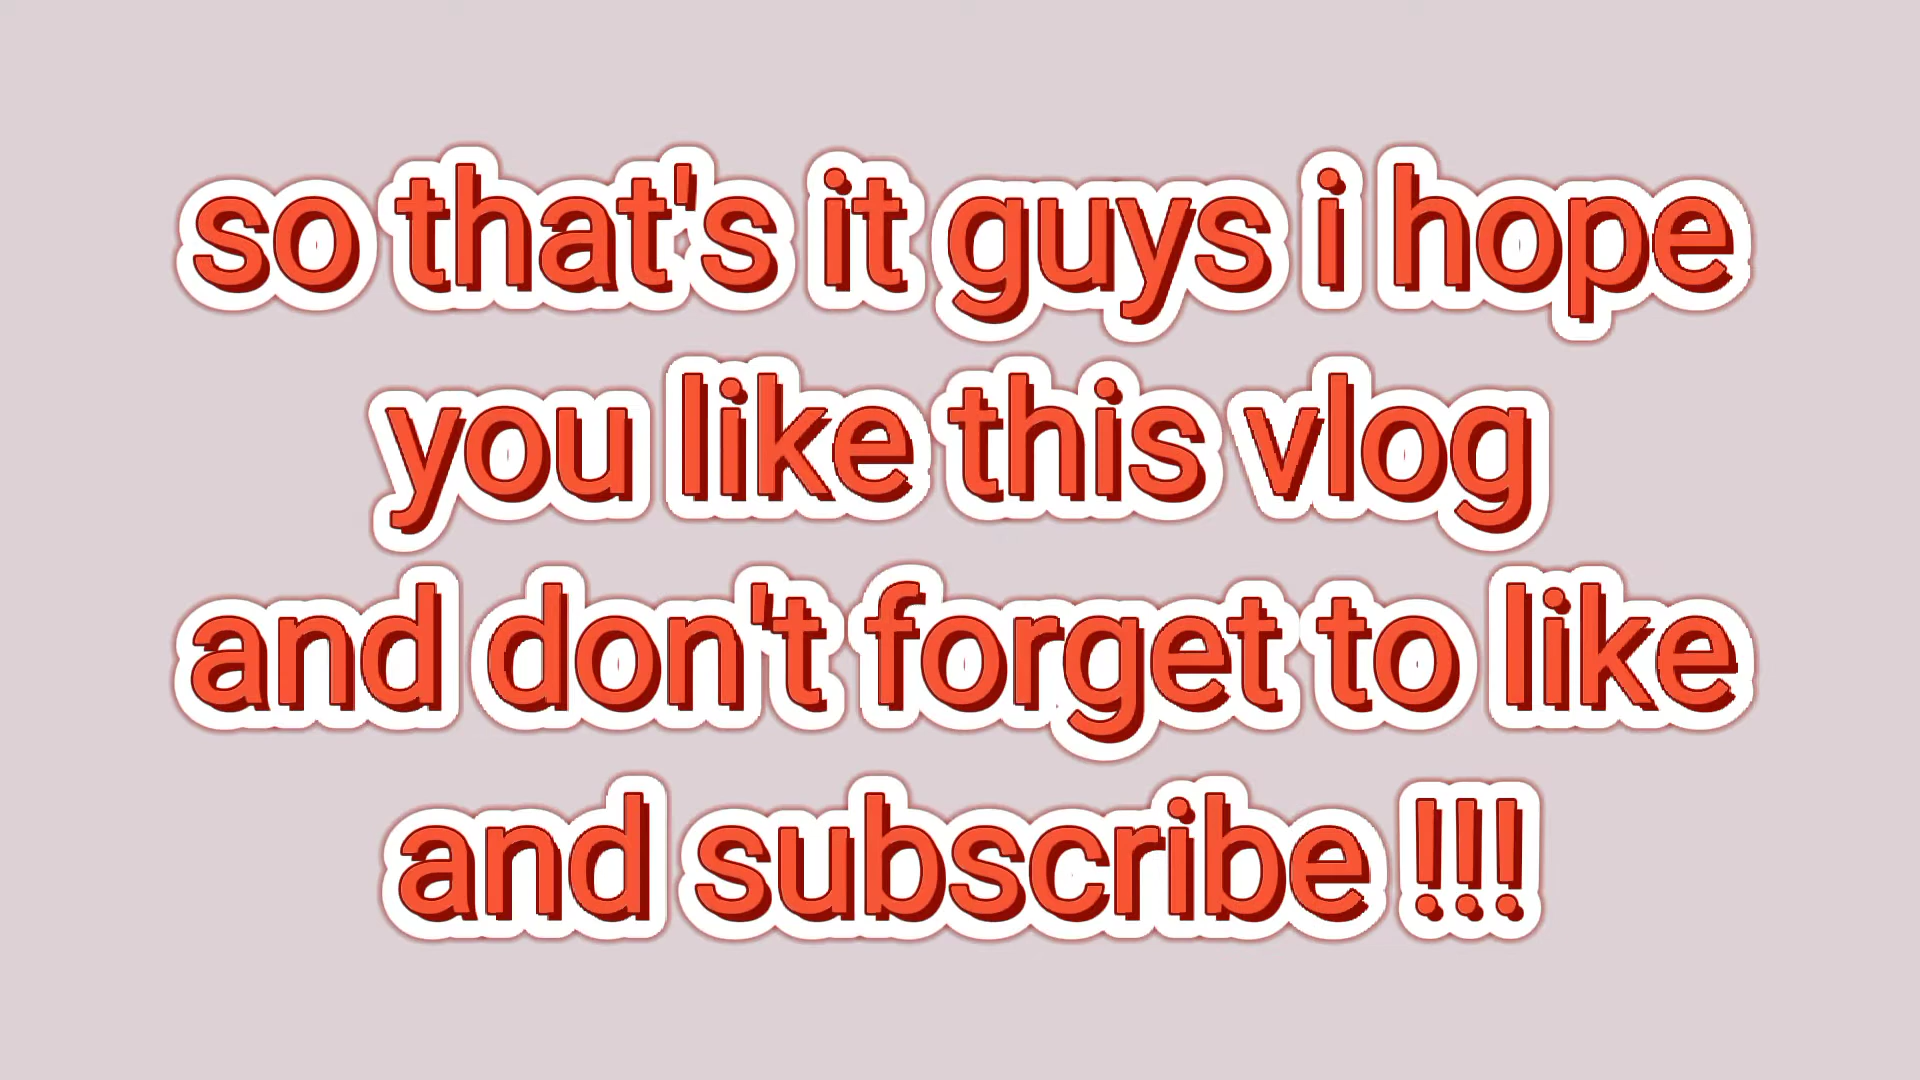 so that's it guys i hope
you like this vlog
and don't forget to like
and subscribe !!!